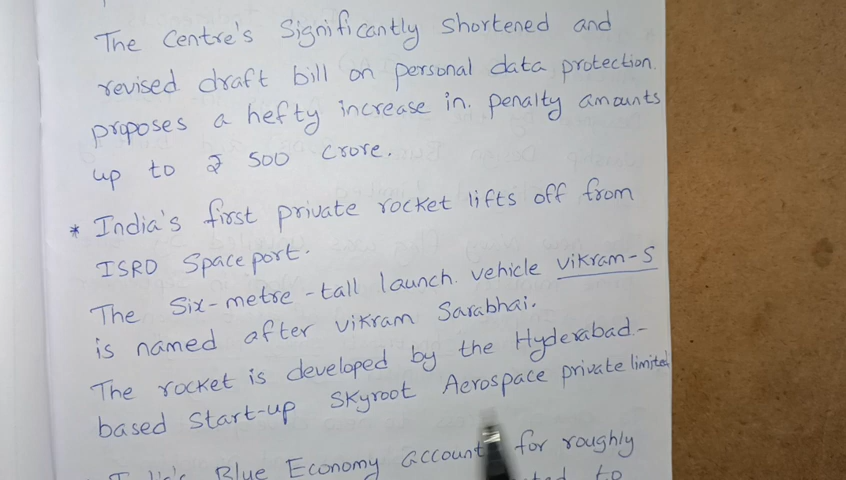 The Centre's Significantly Shortened and
revised draft bill on personal data protection.
proposes a hefty increase in. penalty amounts
up to ₹ 500 Crore.
* India's first private rocket lifts off from
ISRO Spaceport.
The Six-metre-tall launch vehicle Vikram-S
is named after Vikram Sarabhai.
The rocket is developed by the Hyderabad-
based Start-up Skyroot Aerospace private limited
Blue Economy account for roughly
to